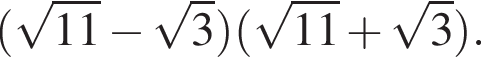 (√11 − √3)(√11 + √3).